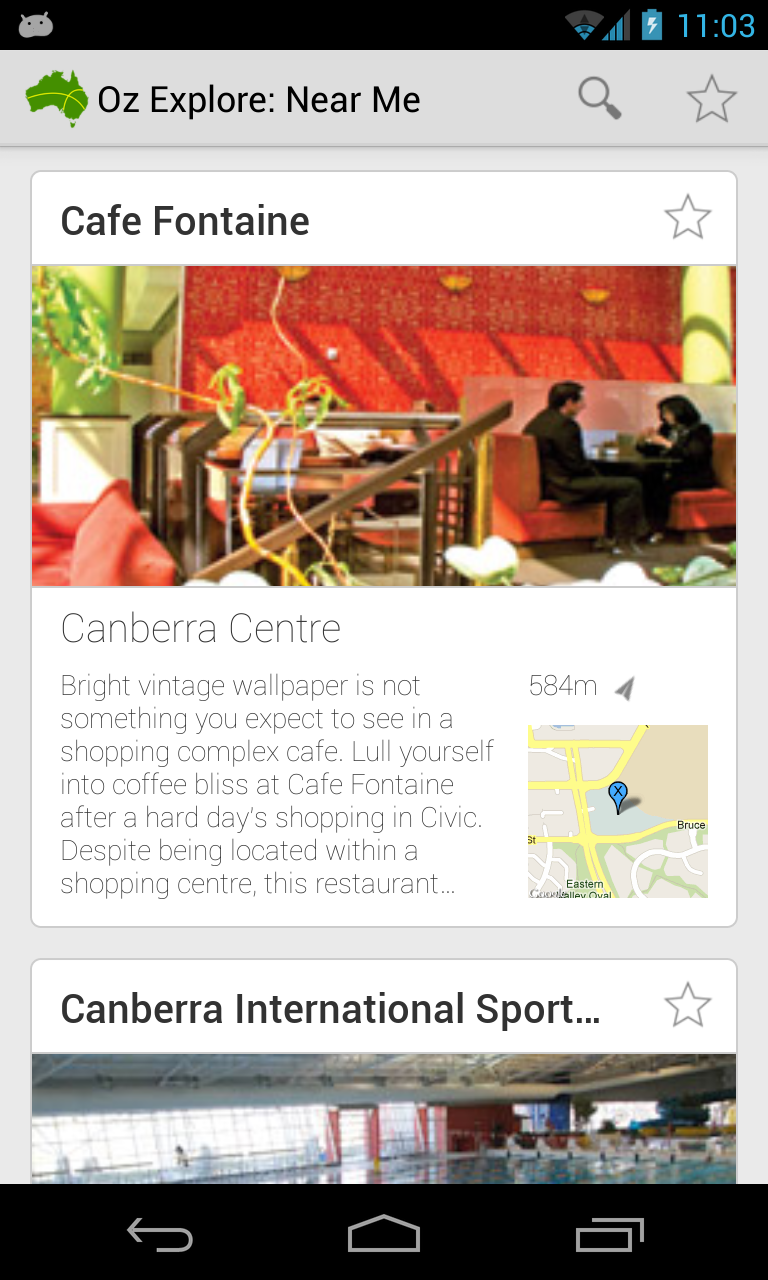 11:03
Oz Explore: Near Me
Cafe Fontaine
Canberra Centre
Bright vintage wallpaper is not
something you expect to see in a
shopping complex cafe. Lull yourself
into coffee bliss at Cafe Fontaine
after a hard day's shopping in Civic.
Despite being located within a
shopping centre, this restaurant...
584m
X
Bruce
St
Eastern
Valley Oval
Google
Canberra International Sport...